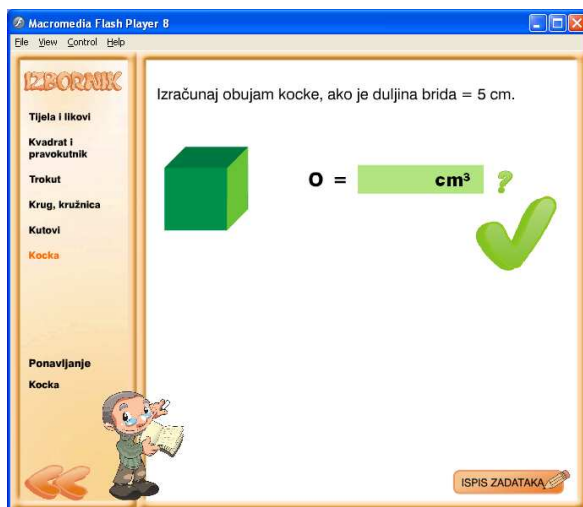 Macromedia Flash Player 8
File View Control Help
IZBORNIK
Tijela i likovi
Kvadrat i
pravokutnik
Trokut
Krug, kružnica
Kutovi
Kocka
Ponavljanje
Kocka
Izračunaj obujam kocke, ako je duljina brida = 5 cm.
O = cm³ ?
ISPIS ZADATAKA